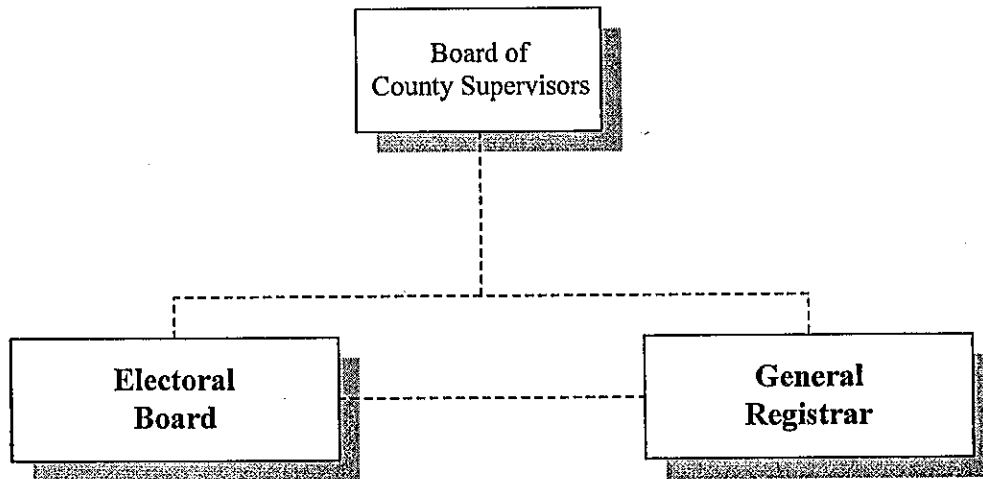 Board of
County Supervisors
Electoral
Board
General
Registrar